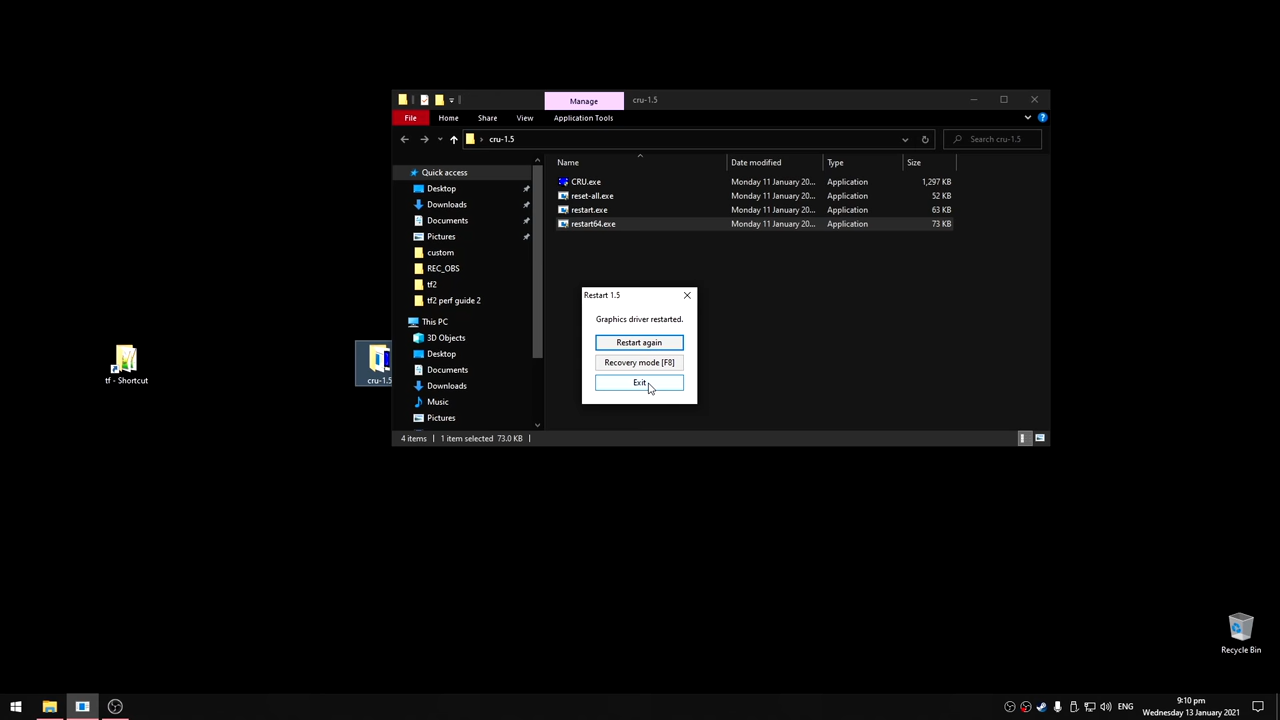 Manage
cru-1.5
File
Home
Share
View
Application Tools
cru-1.5
Search cru-1.5
Name
Date modified
Type
Size
CRU.exe
Monday 11 January 20...
Application
1,297 KB
reset-all.exe
Monday 11 January 20...
Application
52 KB
restart.exe
Monday 11 January 20...
Application
63 KB
restart64.exe
Monday 11 January 20...
Application
73 KB
Quick access
Desktop
Downloads
Documents
Pictures
custom
REC_OBS
tf2
tf2 perf guide 2
This PC
3D Objects
Desktop
Documents
Downloads
Music
Pictures
4 items
1 item selected 73.0 KB
Restart 1.5
Graphics driver restarted.
Restart again
Recovery mode [F8]
Exit
tf - Shortcut
cru-1.5
Recycle Bin
ENG
9:10 pm
Wednesday 13 January 2021